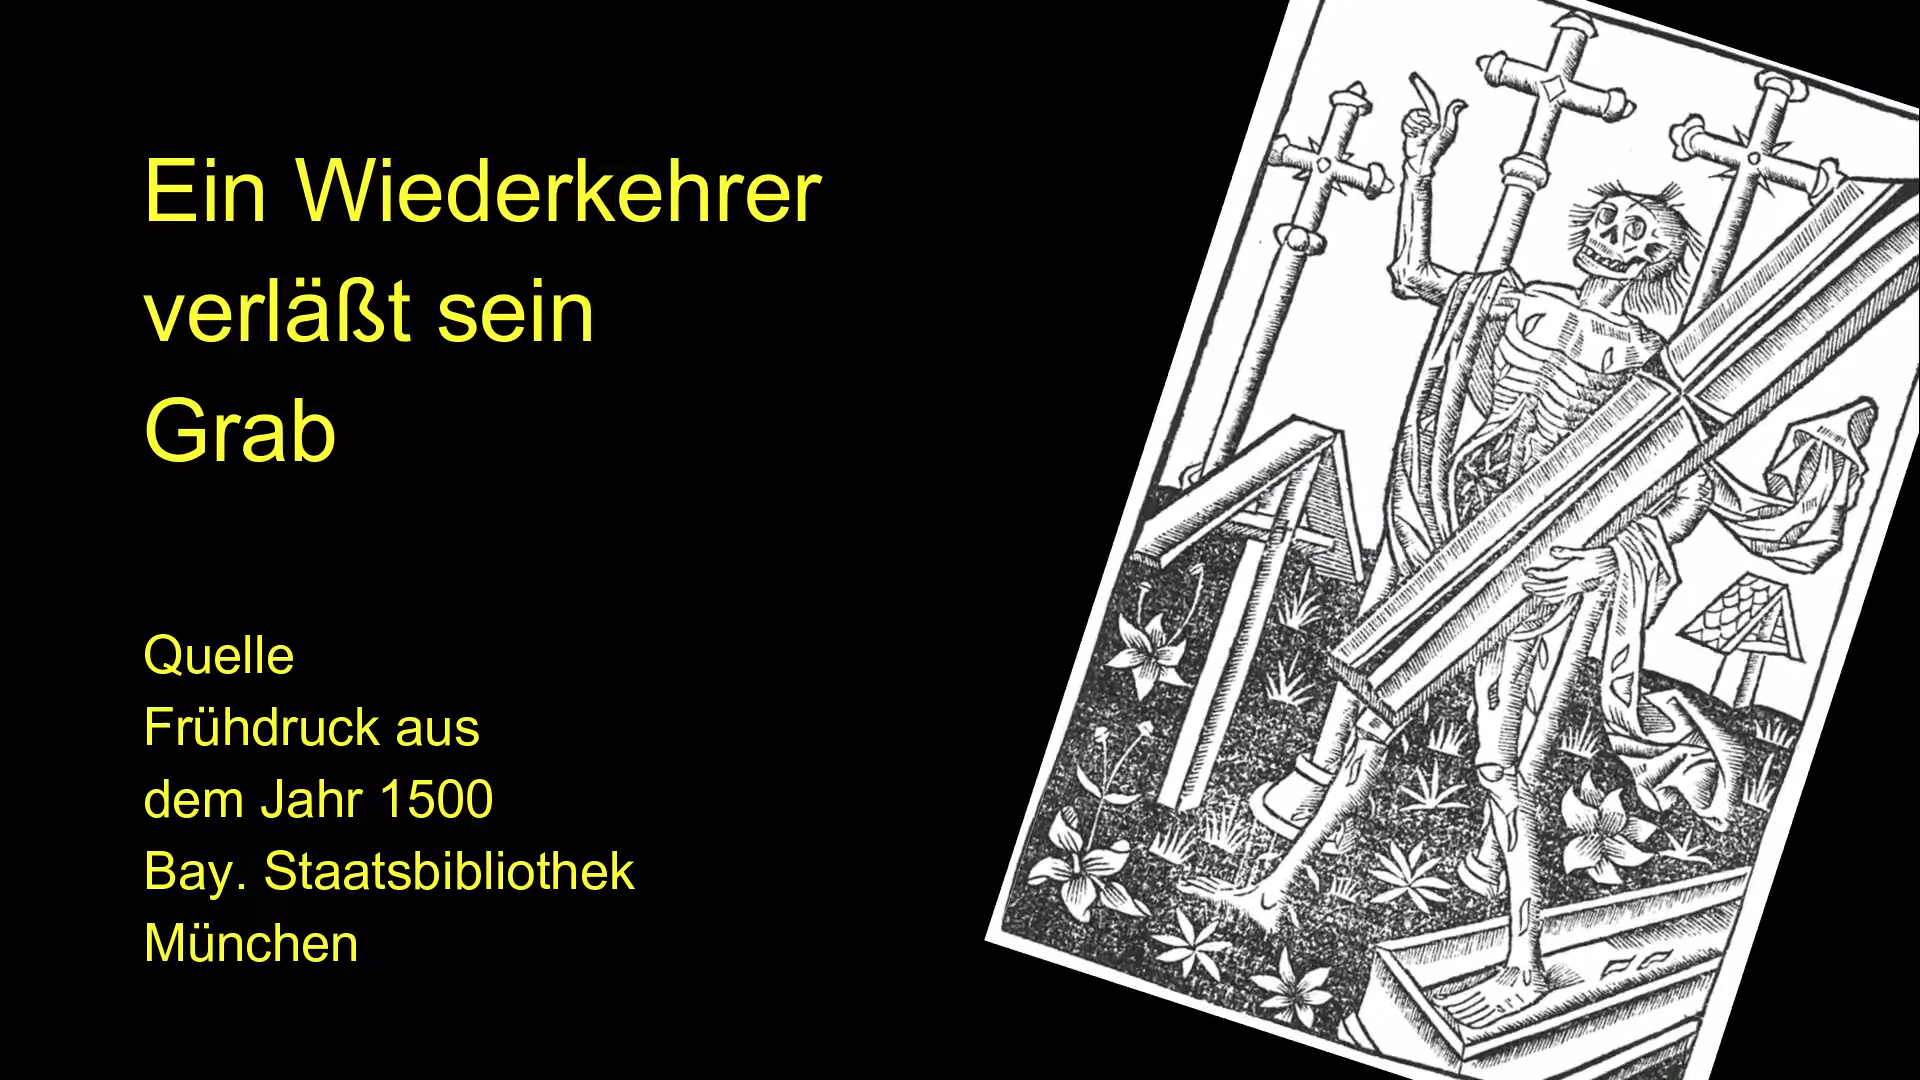 Ein Wiederkehrer
verläßt sein
Grab
Quelle
Frühdruck aus
dem Jahr 1500
Bay. Staatsbibliothek
München